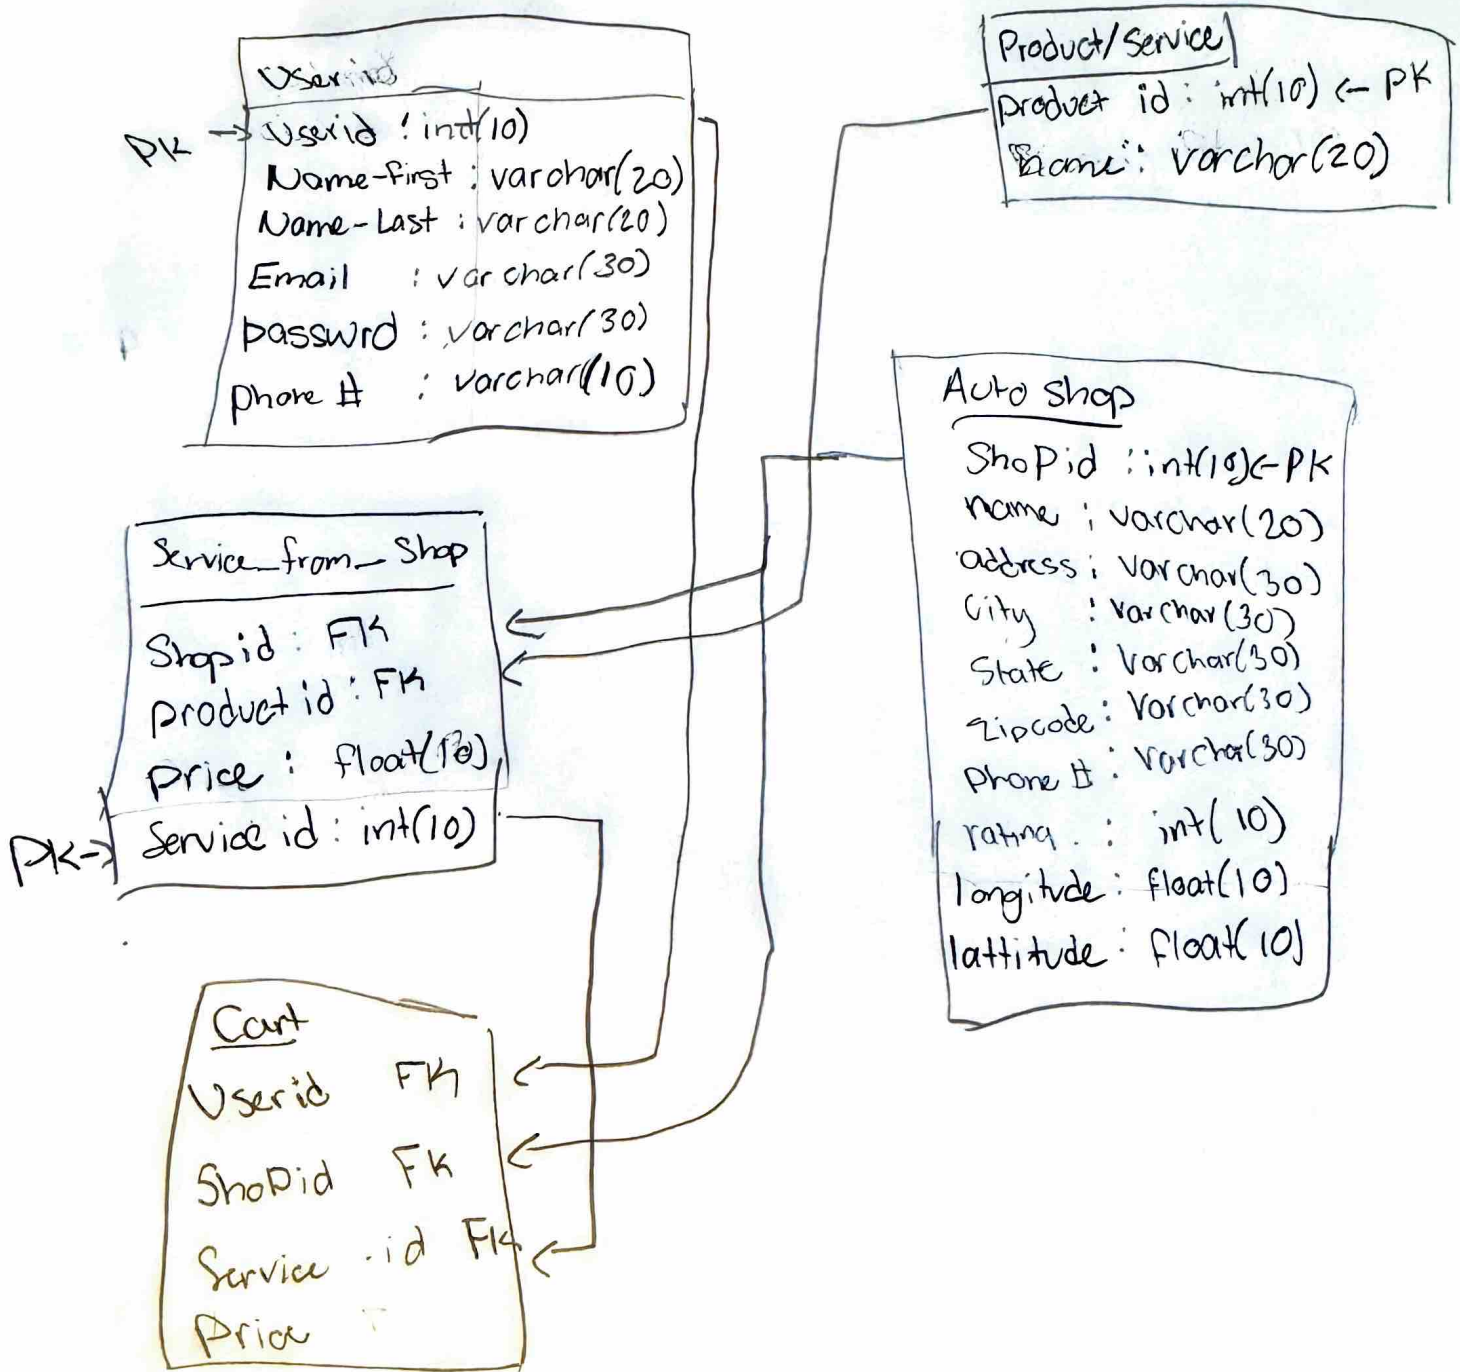 User id
PK → Userid : int(10)
Name-first : varchar(20)
Name-Last : varchar(20)
Email : varchar(30)
passwrd : varchar(30)
phone # : varchar(10)
Product/Service
product id : int(10) ← PK
name : varchar(20)
Auto shop
ShoPid : int(10) ← PK
name : varchar(20)
address : varchar(30)
City : varchar(30)
State : Varchar(30)
Zipcode : Varchar(30)
phone # : Varchar(30)
rating : int(10)
longitude : float(10)
lattitude : float(10)
Service_from_Shop
Shopid : FK
product id : FK
price : float(10)
PK → Service id : int(10)
Cart
Userid FK
ShoPid FK
Service id FK
Price